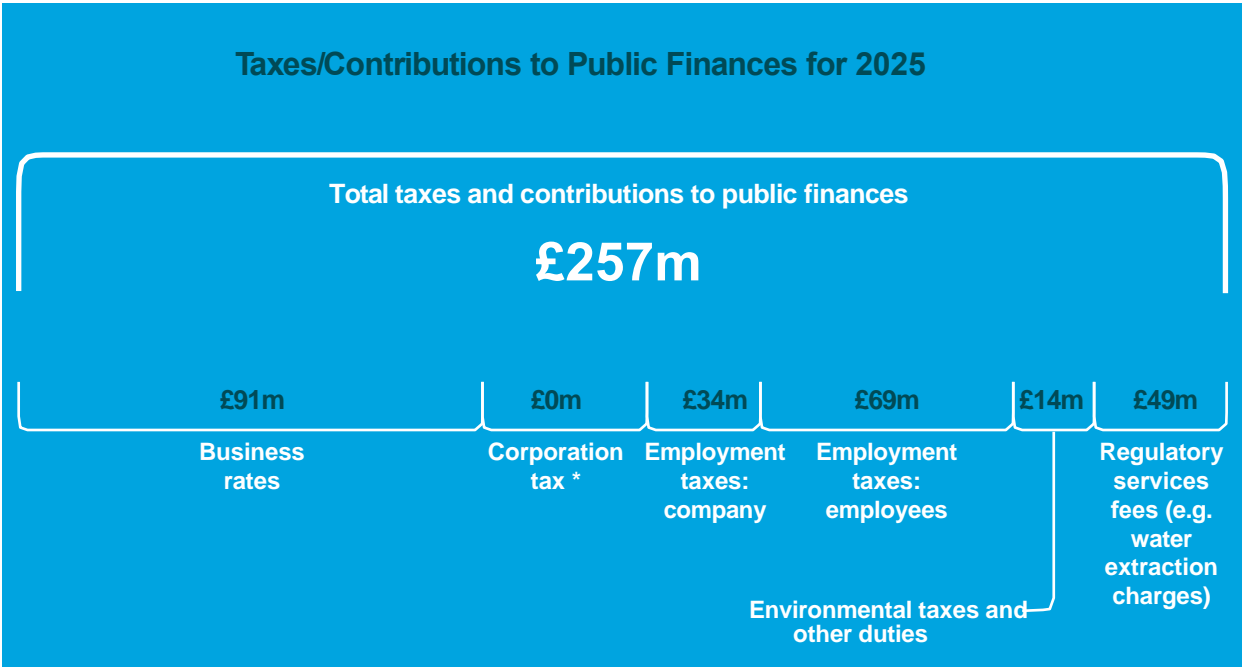 Taxes/Contributions to Public Finances for 2025
Total taxes and contributions to public finances
£257m
£91m
£0m
£34m
£69m
£14m
£49m
Business
rates
Corporation
tax *
Employment
taxes:
company
Employment
taxes:
employees
Regulatory
services
fees (e.g.
water
extraction
charges)
Environmental taxes and
other duties